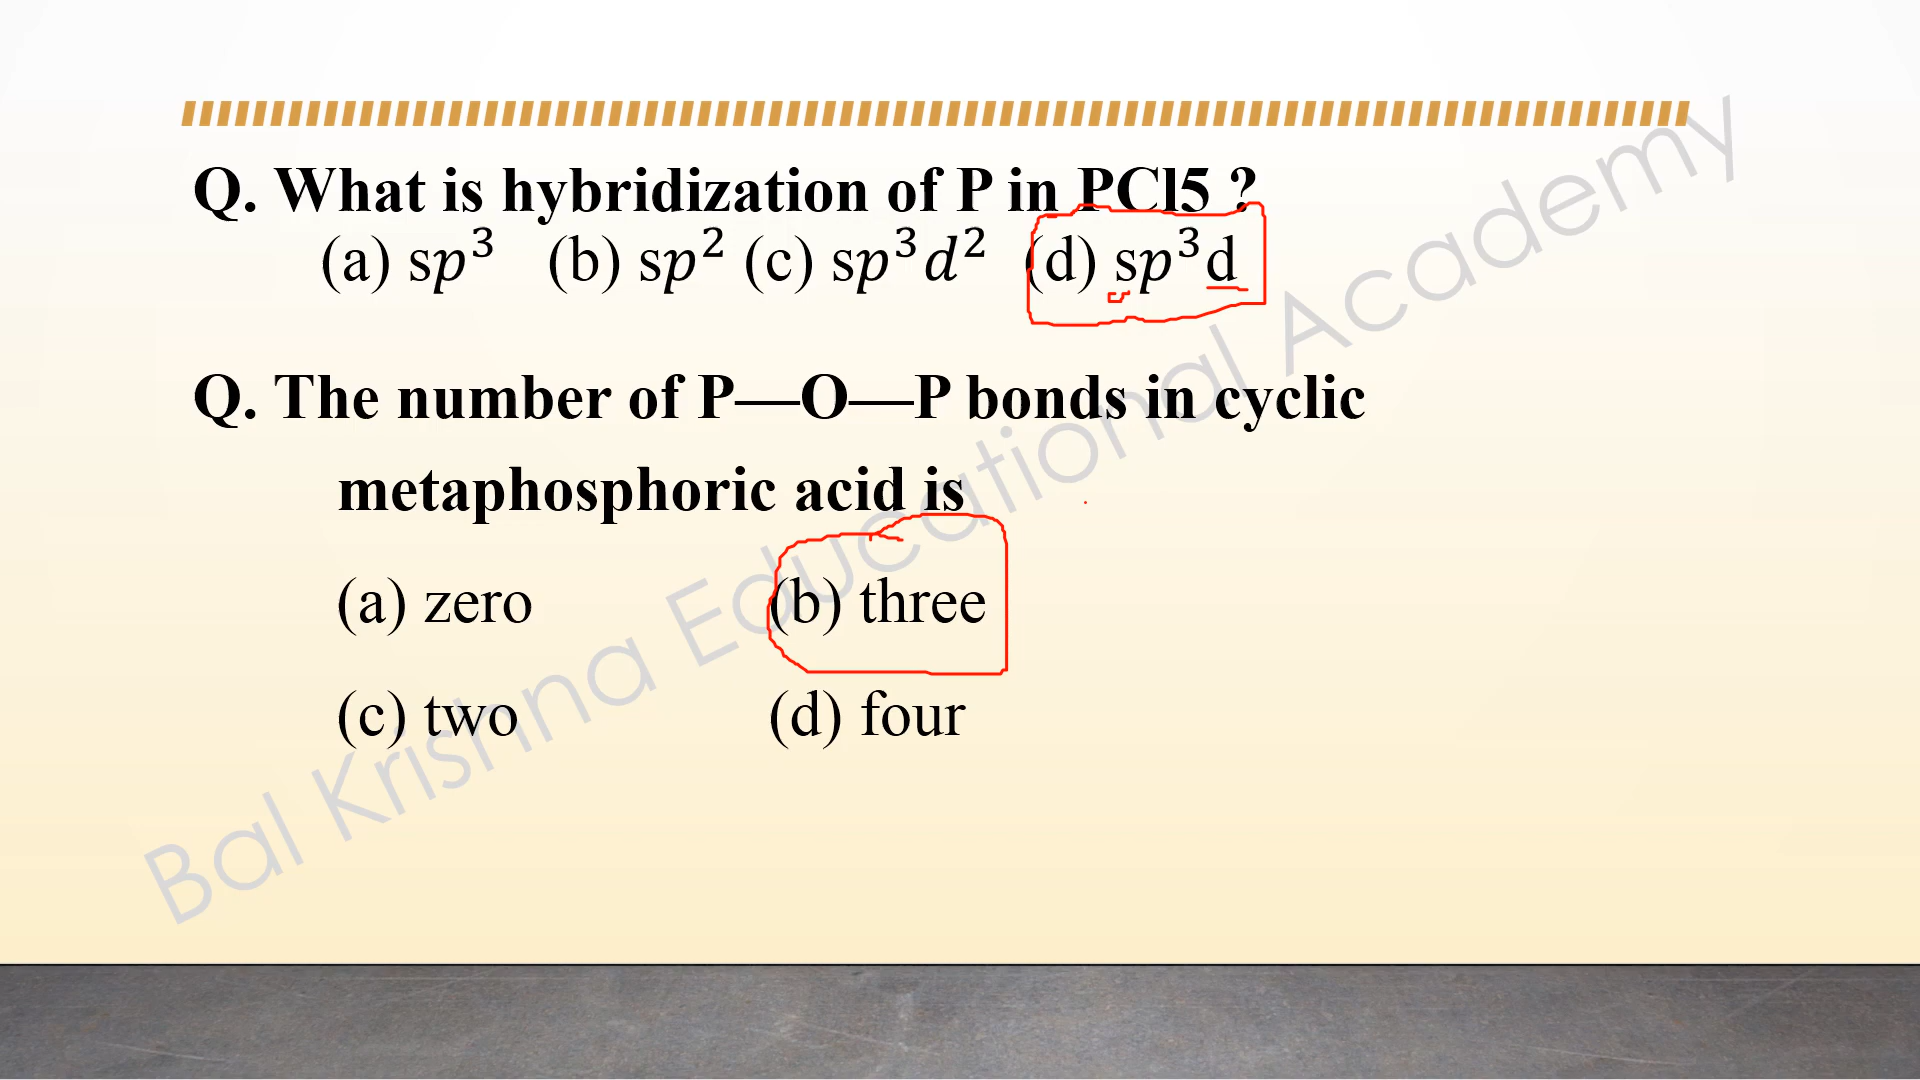 Q. What is hybridization of P in PCl5 ?
(a) sp³ (b) sp² (c) sp³d² (d) sp³d
Q. The number of P—O—P bonds in cyclic
metaphosphoric acid is
(a) zero (b) three
(c) two (d) four
Bal Krishna Educational Academy